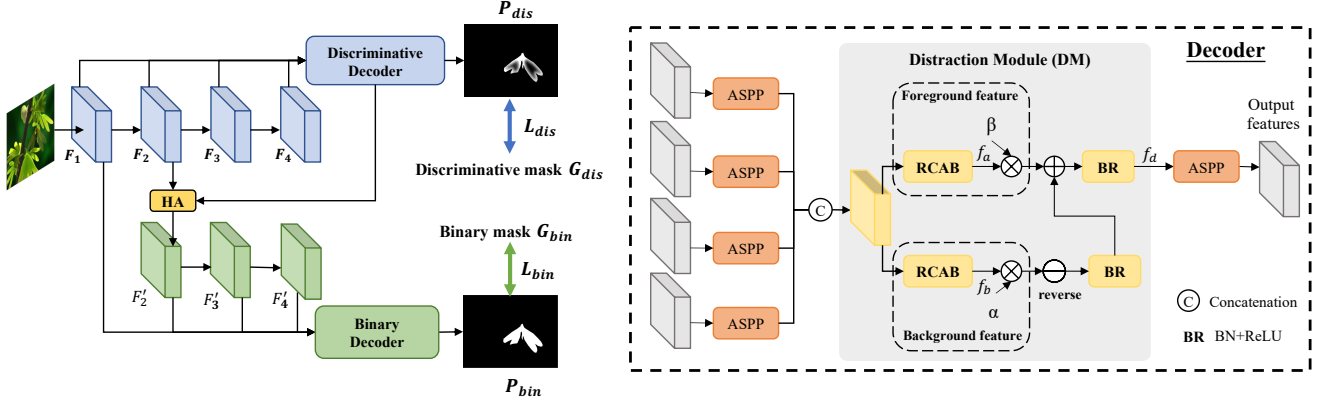 P_dis
Discriminative
Decoder
L_dis
F_1
F_2
F_3
F_4
Discriminative mask G_dis
HA
Binary mask G_bin
L_bin
F′_2
F′_3
F′_4
Binary
Decoder
P_bin
Decoder
Distraction Module (DM)
ASPP
ASPP
ASPP
ASPP
C
Foreground feature
β
RCAB
f_a
BR
f_d
ASPP
Output
features
RCAB
f_b
α
reverse
BR
Background feature
C Concatenation
BR BN+ReLU